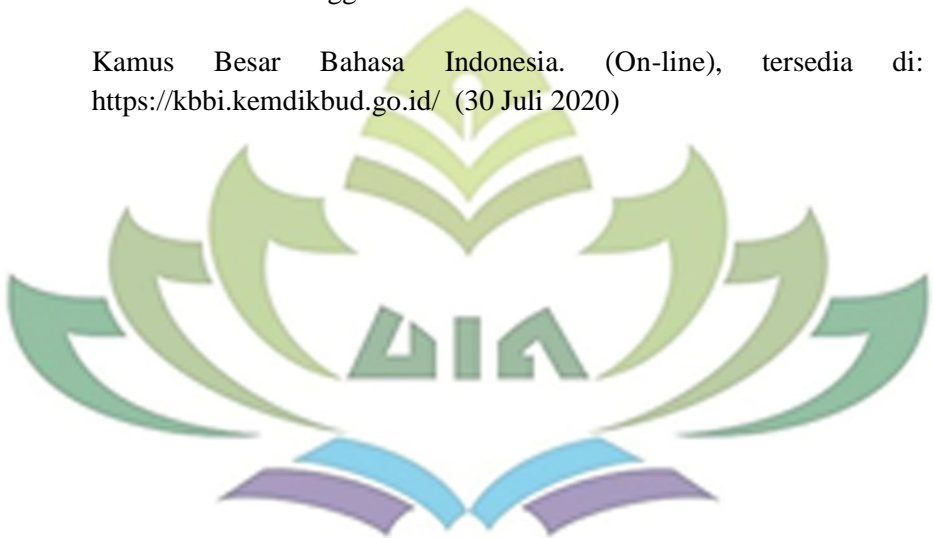 Kamus Besar Bahasa Indonesia. (On-line), tersedia di:
https://kbbi.kemdikbud.go.id/ (30 Juli 2020)
UIN